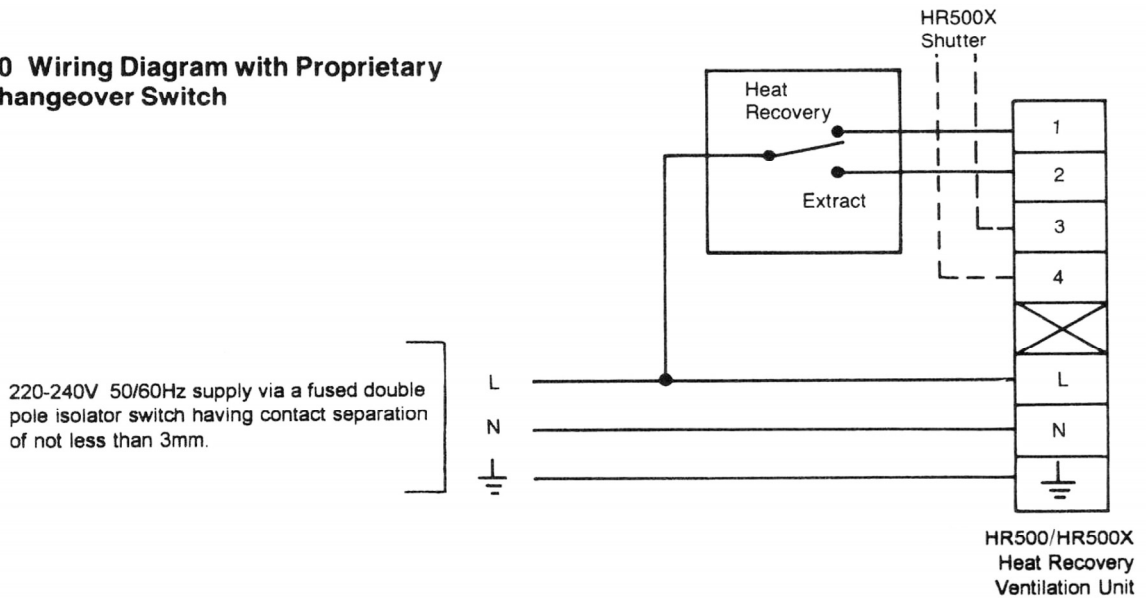 0 Wiring Diagram with Proprietary
hangeover Switch
HR500X
Shutter
Heat
Recovery
Extract
1
2
3
4
L
N
220-240V 50/60Hz supply via a fused double
pole isolator switch having contact separation
of not less than 3mm.
L
N
HR500/HR500X
Heat Recovery
Ventilation Unit